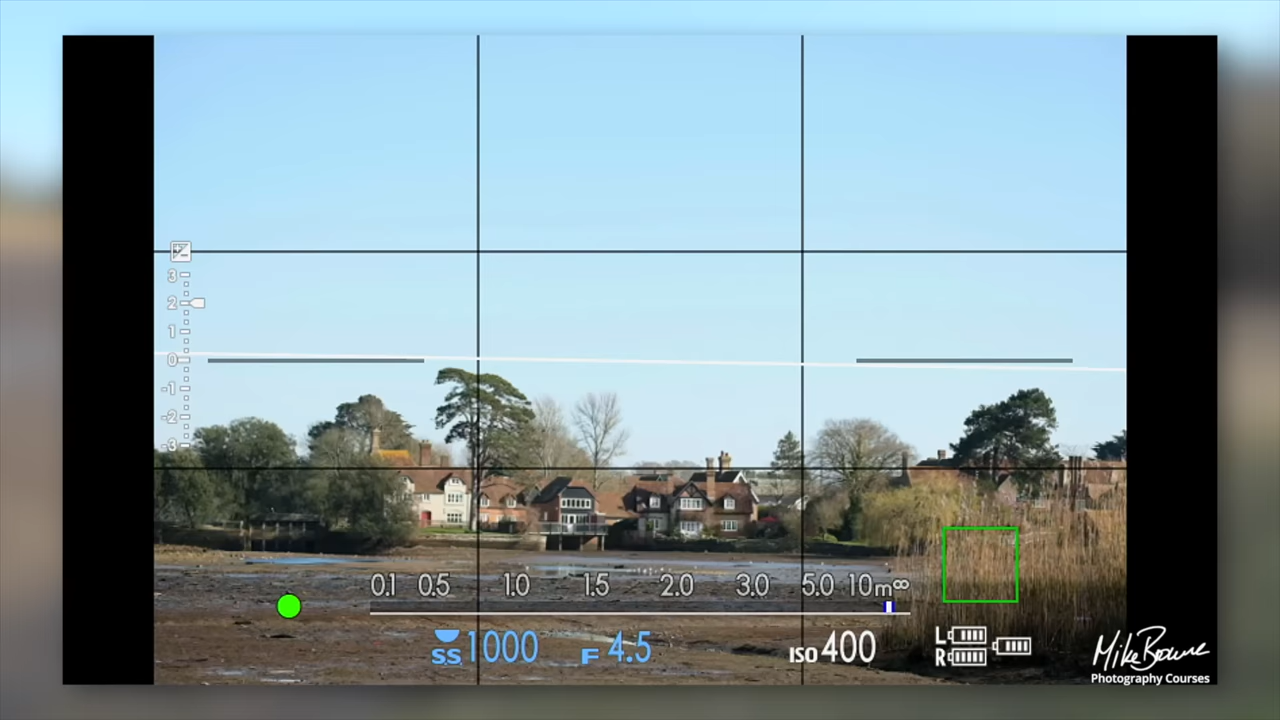 3
2
1
0
-1
-2
-3
0.1 0.5 1.0 1.5 2.0 3.0 5.0 10m∞
SS 1000 F 4.5 ISO 400
L
R
Mike Browne
Photography Courses